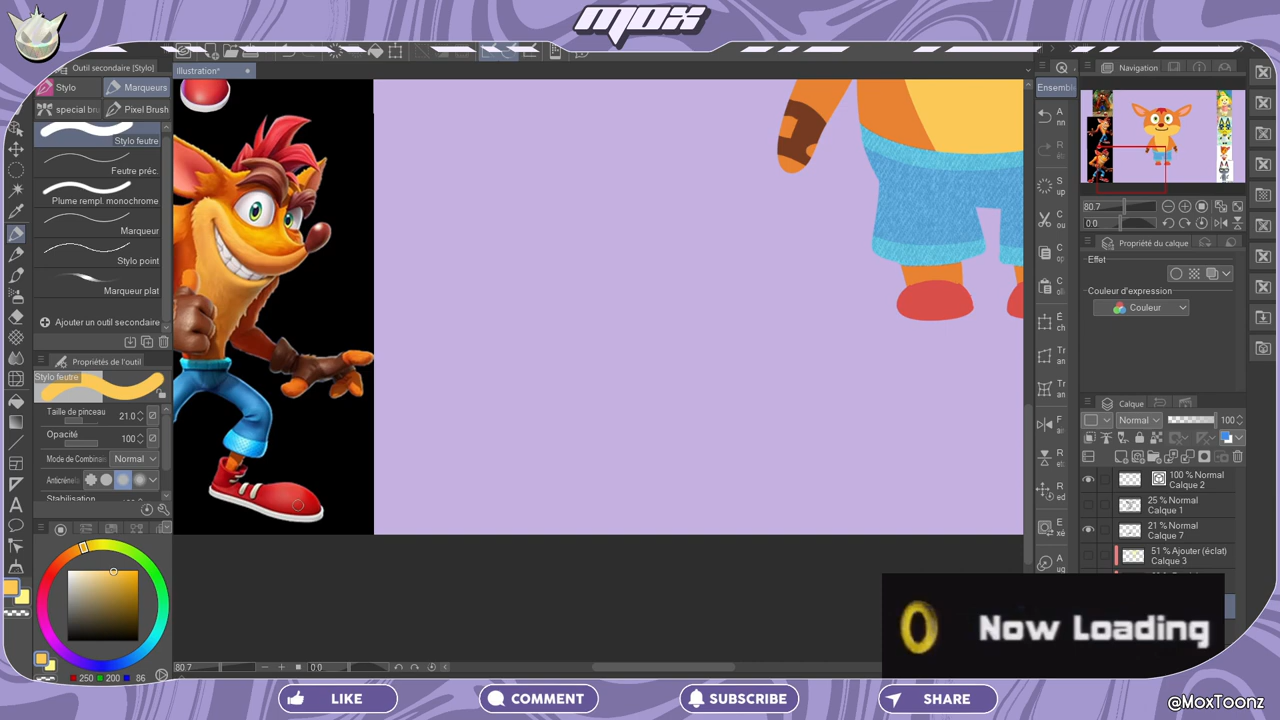 MOX
Outil secondaire [Stylo]
Stylo
Marqueurs
special bru
Pixel Brush
Stylo feutre
Feutre préc.
Plume rempl. monochrome
Marqueur
Stylo point
Marqueur plat
Ajouter un outil secondaire
Propriétés de l'outil
Stylo feutre
Taille de pinceau
21.0
Opacité
100
Mode de Combinai
Normal
Anticrénel
Stabilisation
250
200
86
Illustration*
80.7
0.0
Ensembl
Navigation
80.7
0.0
Propriété du calque
Effet
Couleur d'expression
Couleur
Calque
Normal
100
100 % Normal
Calque 2
25 % Normal
Calque 1
21 % Normal
Calque 7
51 % Ajouter (éclat)
Calque 3
Now Loading
LIKE
COMMENT
SUBSCRIBE
SHARE
@MoxToonz